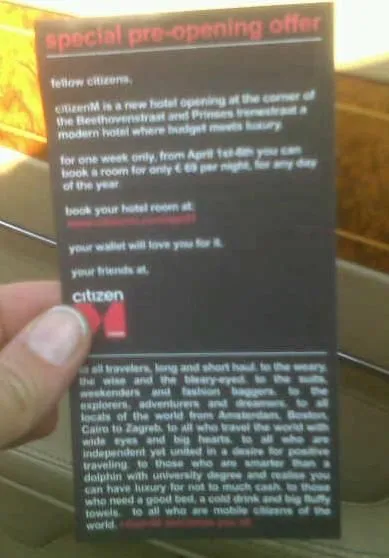 special pre-opening offer
fellow citizens,
citizenM is a new hotel opening at the corner of
the Beethovenstraat and Prinses Irenestraat a
modern hotel where budget meets luxury
for one week only, from April 1st-8th you can
book a room for only € 69 per night, for any day
of the year
book your hotel room at:
your wallet will love you for it.
your friends at,
citizen
M
to all travelers, long and short haul. to the weary,
the wise and the bleary-eyed. to the suits,
weekenders and fashion baggers. to the
explorers, adventurers and dreamers. to all
locals of the world from Amsterdam, Boston,
Cairo to Zagreb. to all who travel the world with
wide eyes and big hearts. to all who are
independent yet united in a desire for positive
traveling. to those who are smarter than a
dolphin with university degree and realise you
can have luxury for not to much cash. to those
who need a good bed, a cold drink and big fluffy
towels. to all who are mobile citizens of the
world. citizenM welcomes you all